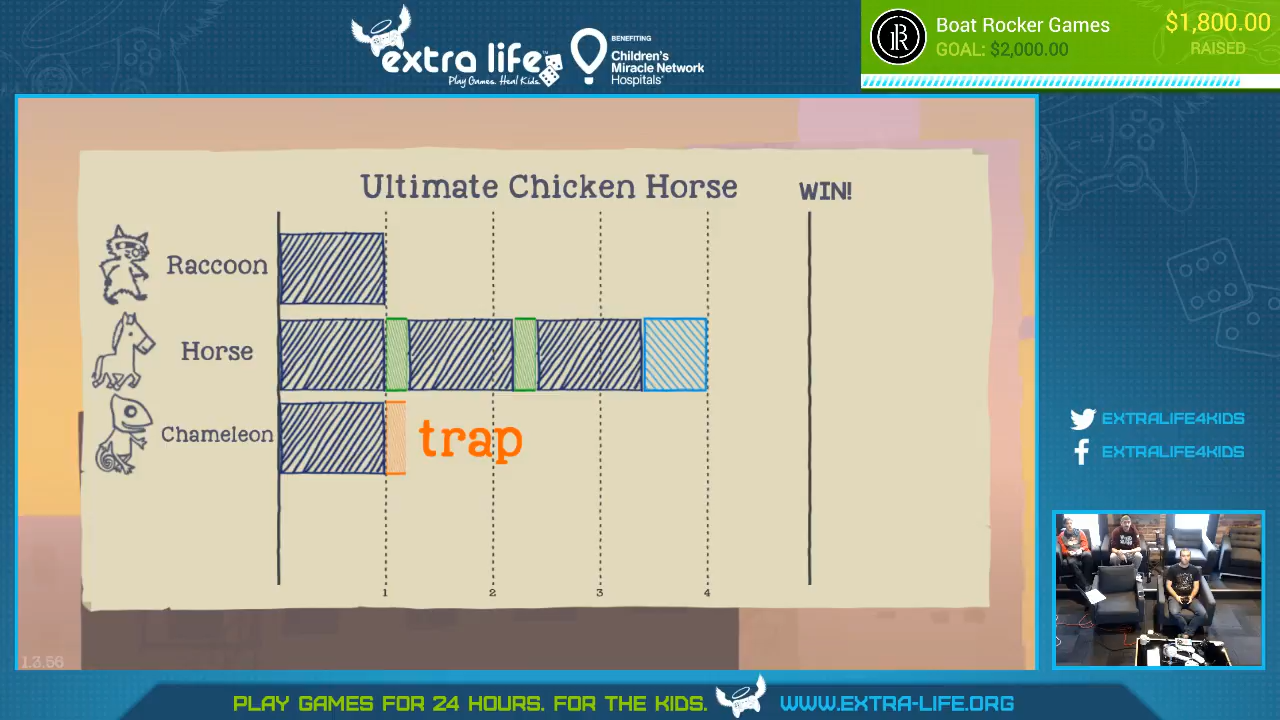 extra life
Play Games. Heal Kids.
BENEFITING
Children's
Miracle Network
Hospitals
Boat Rocker Games
GOAL: $2,000.00
$1,800.00
RAISED
Ultimate Chicken Horse
WIN!
Raccoon
Horse
Chameleon
trap
1 2 3 4
1.3.56
EXTRALIFE4KIDS
EXTRALIFE4KIDS
PLAY GAMES FOR 24 HOURS. FOR THE KIDS.
WWW.EXTRA-LIFE.ORG